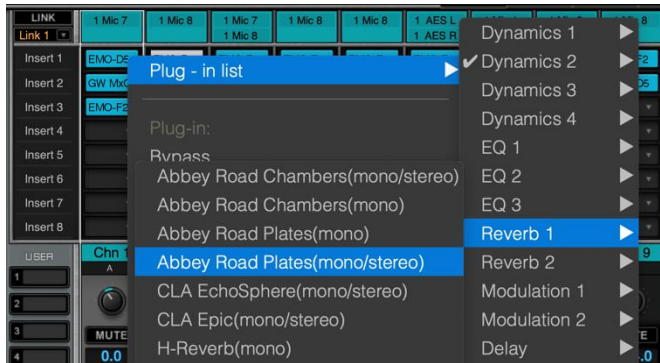 LINK
Link 1
1 Mic 7
1 Mic 8
1 Mic 7
1 Mic 8
1 Mic 8
1 AES L
1 AES R
Insert 1
Insert 2
Insert 3
Insert 4
Insert 5
Insert 6
Insert 7
Insert 8
EMO-D5
GW MxC
EMO-F2
Plug - in list
Plug-in:
Bypass
Abbey Road Chambers(mono/stereo)
Abbey Road Chambers(mono)
Abbey Road Plates(mono)
Abbey Road Plates(mono/stereo)
CLA EchoSphere(mono/stereo)
CLA Epic(mono/stereo)
H-Reverb(mono)
Dynamics 1
Dynamics 2
Dynamics 3
Dynamics 4
EQ 1
EQ 2
EQ 3
Reverb 1
Reverb 2
Modulation 1
Modulation 2
Delay
USER
Chn 1
A
1
2
3
4
MUTE
0.0
8
9